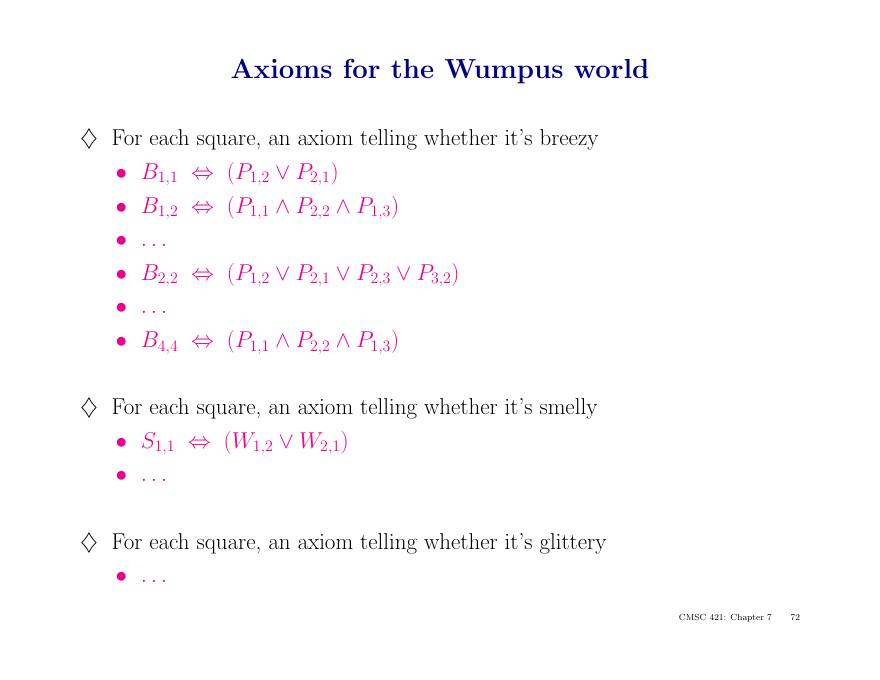 Axioms for the Wumpus world
♢ For each square, an axiom telling whether it's breezy
• B₁,₁ ⇔ (P₁,₂ ∨ P₂,₁)
• B₁,₂ ⇔ (P₁,₁ ∧ P₂,₂ ∧ P₁,₃)
• . . .
• B₂,₂ ⇔ (P₁,₂ ∨ P₂,₁ ∨ P₂,₃ ∨ P₃,₂)
• . . .
• B₄,₄ ⇔ (P₁,₁ ∧ P₂,₂ ∧ P₁,₃)
♢ For each square, an axiom telling whether it's smelly
• S₁,₁ ⇔ (W₁,₂ ∨ W₂,₁)
• . . .
♢ For each square, an axiom telling whether it's glittery
• . . .
CMSC 421: Chapter 7 72